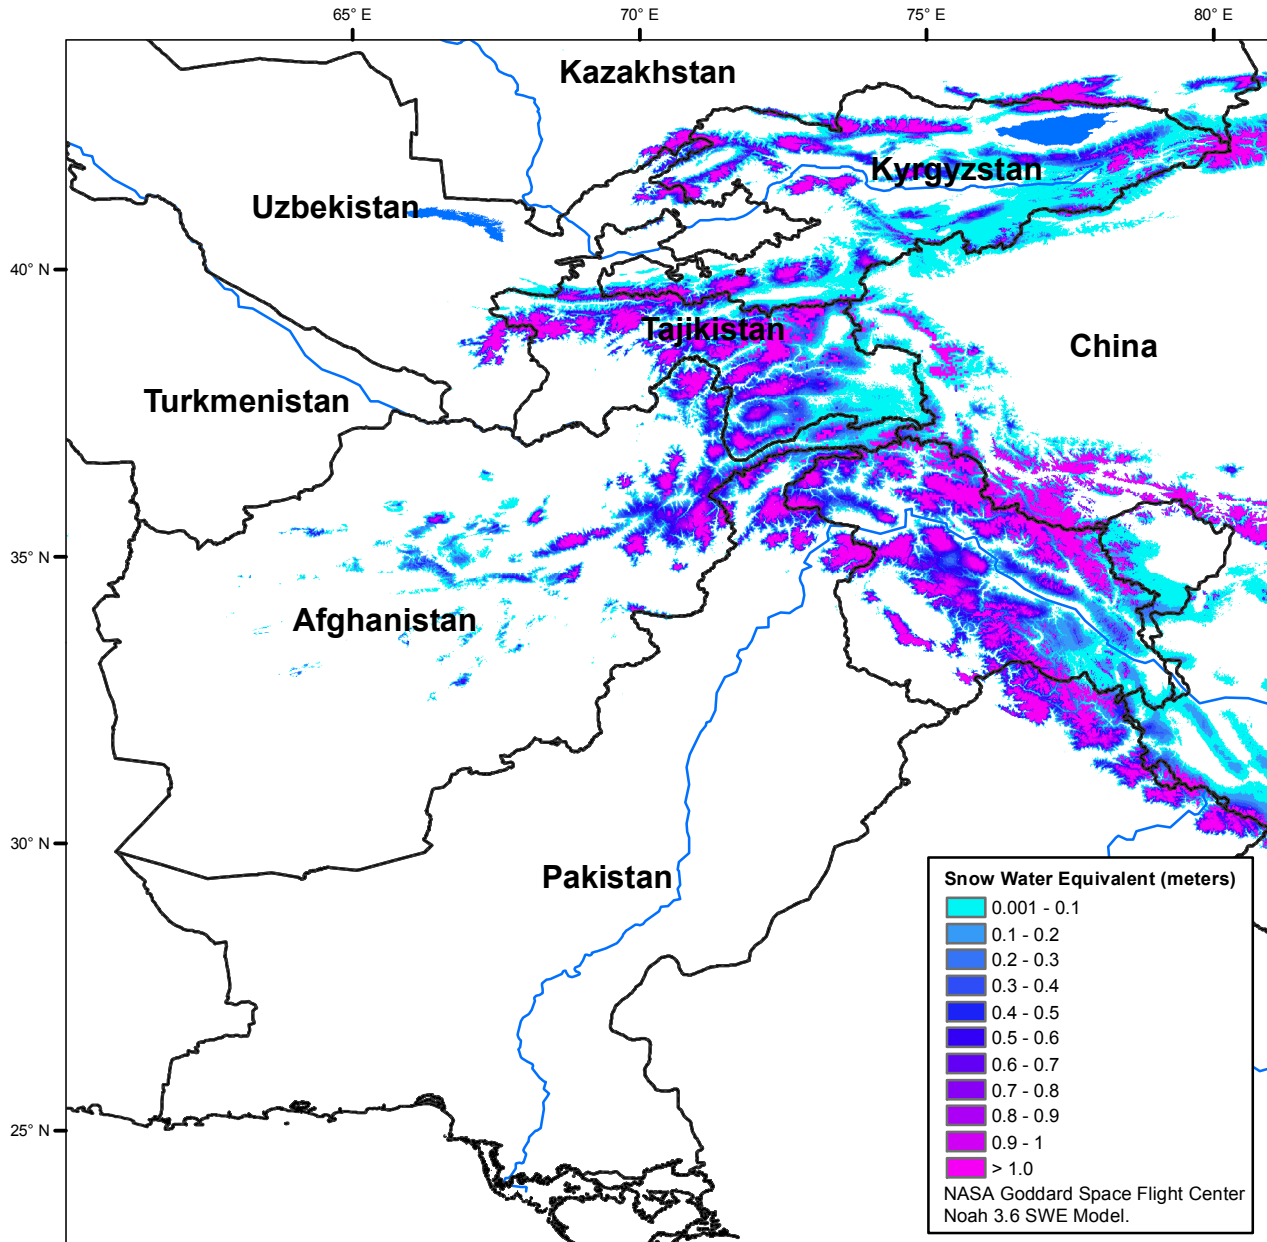 65° E
70° E
75° E
80° E
Kazakhstan
Kyrgyzstan
Uzbekistan
40° N
Tajikistan
China
Turkmenistan
35° N
Afghanistan
30° N
Pakistan
25° N
Snow Water Equivalent (meters)
0.001 - 0.1
0.1 - 0.2
0.2 - 0.3
0.3 - 0.4
0.4 - 0.5
0.5 - 0.6
0.6 - 0.7
0.7 - 0.8
0.8 - 0.9
0.9 - 1
> 1.0
NASA Goddard Space Flight Center
Noah 3.6 SWE Model.